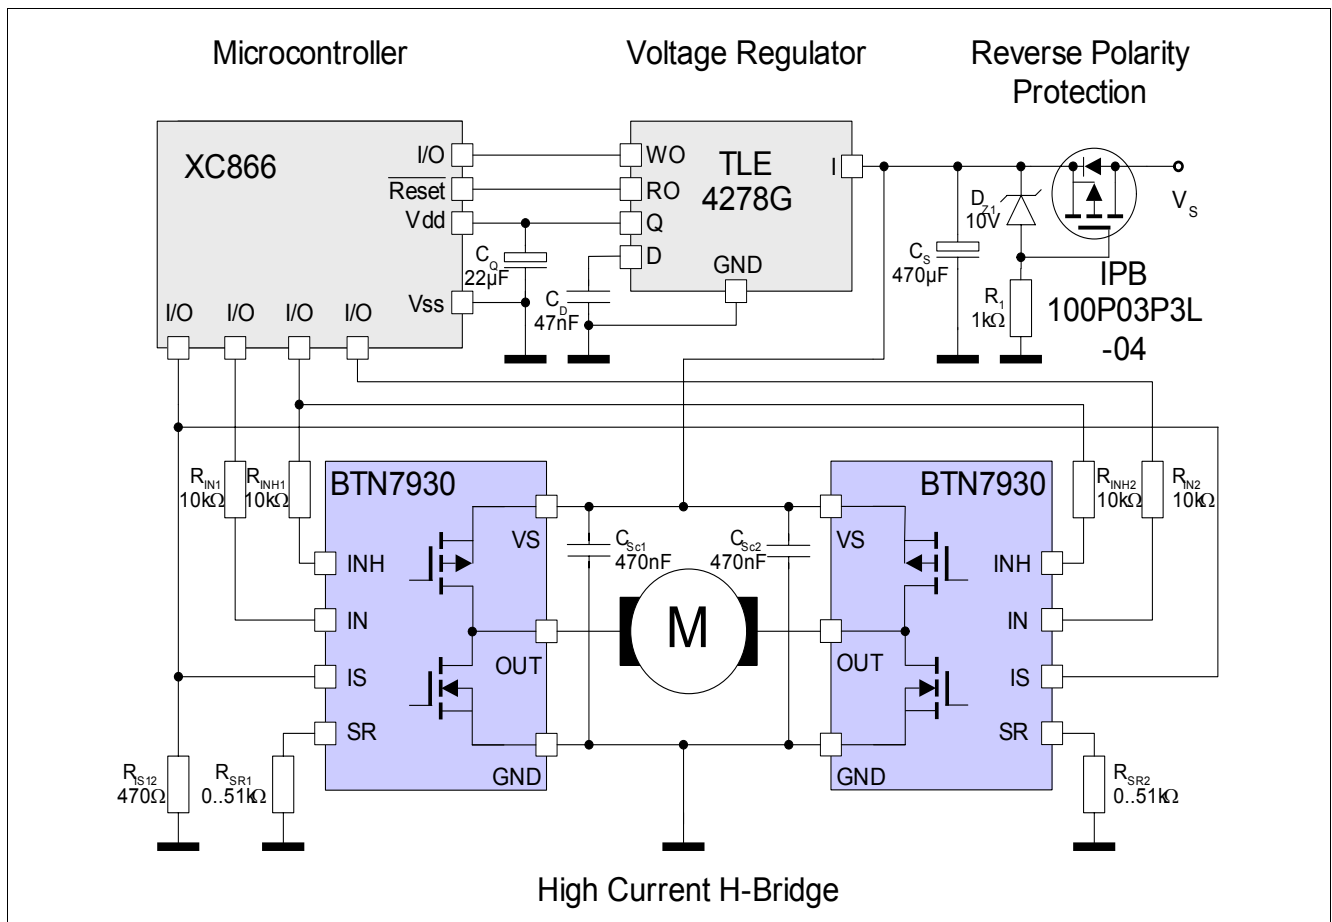 Microcontroller
Voltage Regulator
Reverse Polarity
Protection
XC866
I/O
Reset
Vdd
Vss
I/O
I/O
I/O
I/O
WO
RO
Q
D
TLE
4278G
I
GND
C_Q
22µF
C_D
47nF
C_S
470µF
D_Z1
10V
R_1
1kΩ
V_S
IPB
100P03P3L
-04
R_IN1
10kΩ
R_INH1
10kΩ
BTN7930
VS
INH
IN
IS
SR
OUT
GND
C_Sc1
470nF
C_Sc2
470nF
M
BTN7930
VS
INH
IN
IS
SR
OUT
GND
R_INH2
10kΩ
R_IN2
10kΩ
R_IS12
470Ω
R_SR1
0..51kΩ
R_SR2
0..51kΩ
High Current H-Bridge